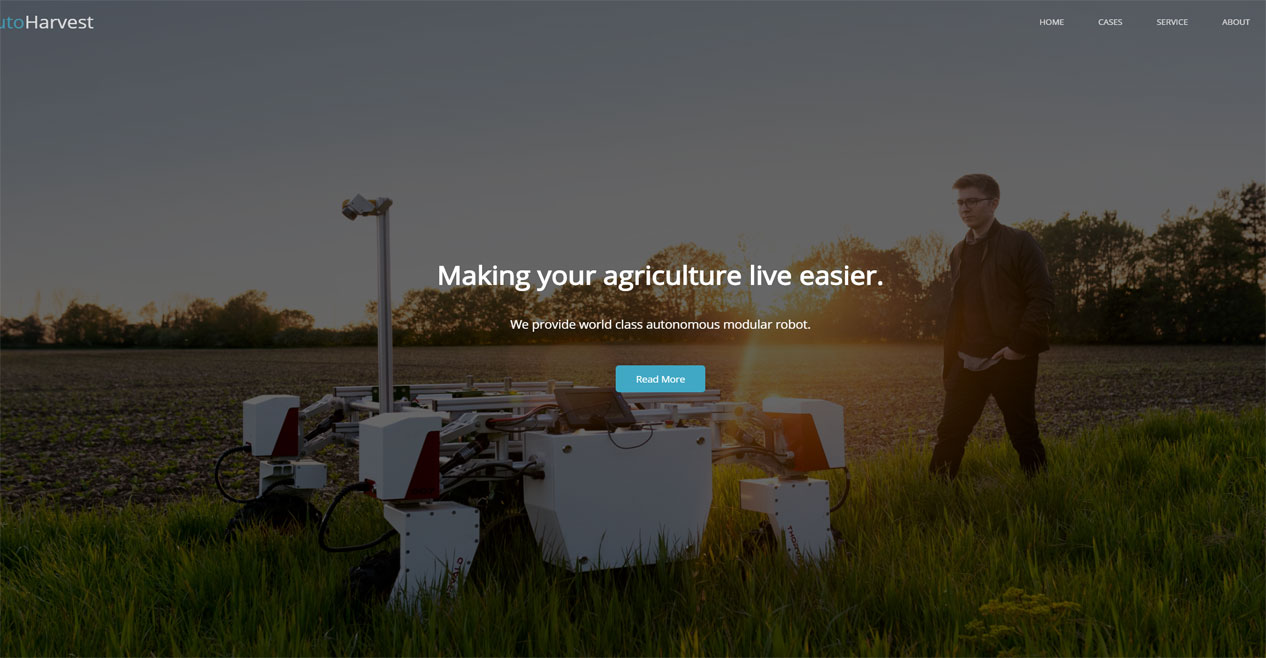 utoHarvest
HOME CASES SERVICE ABOUT
Making your agriculture live easier.
We provide world class autonomous modular robot.
Read More